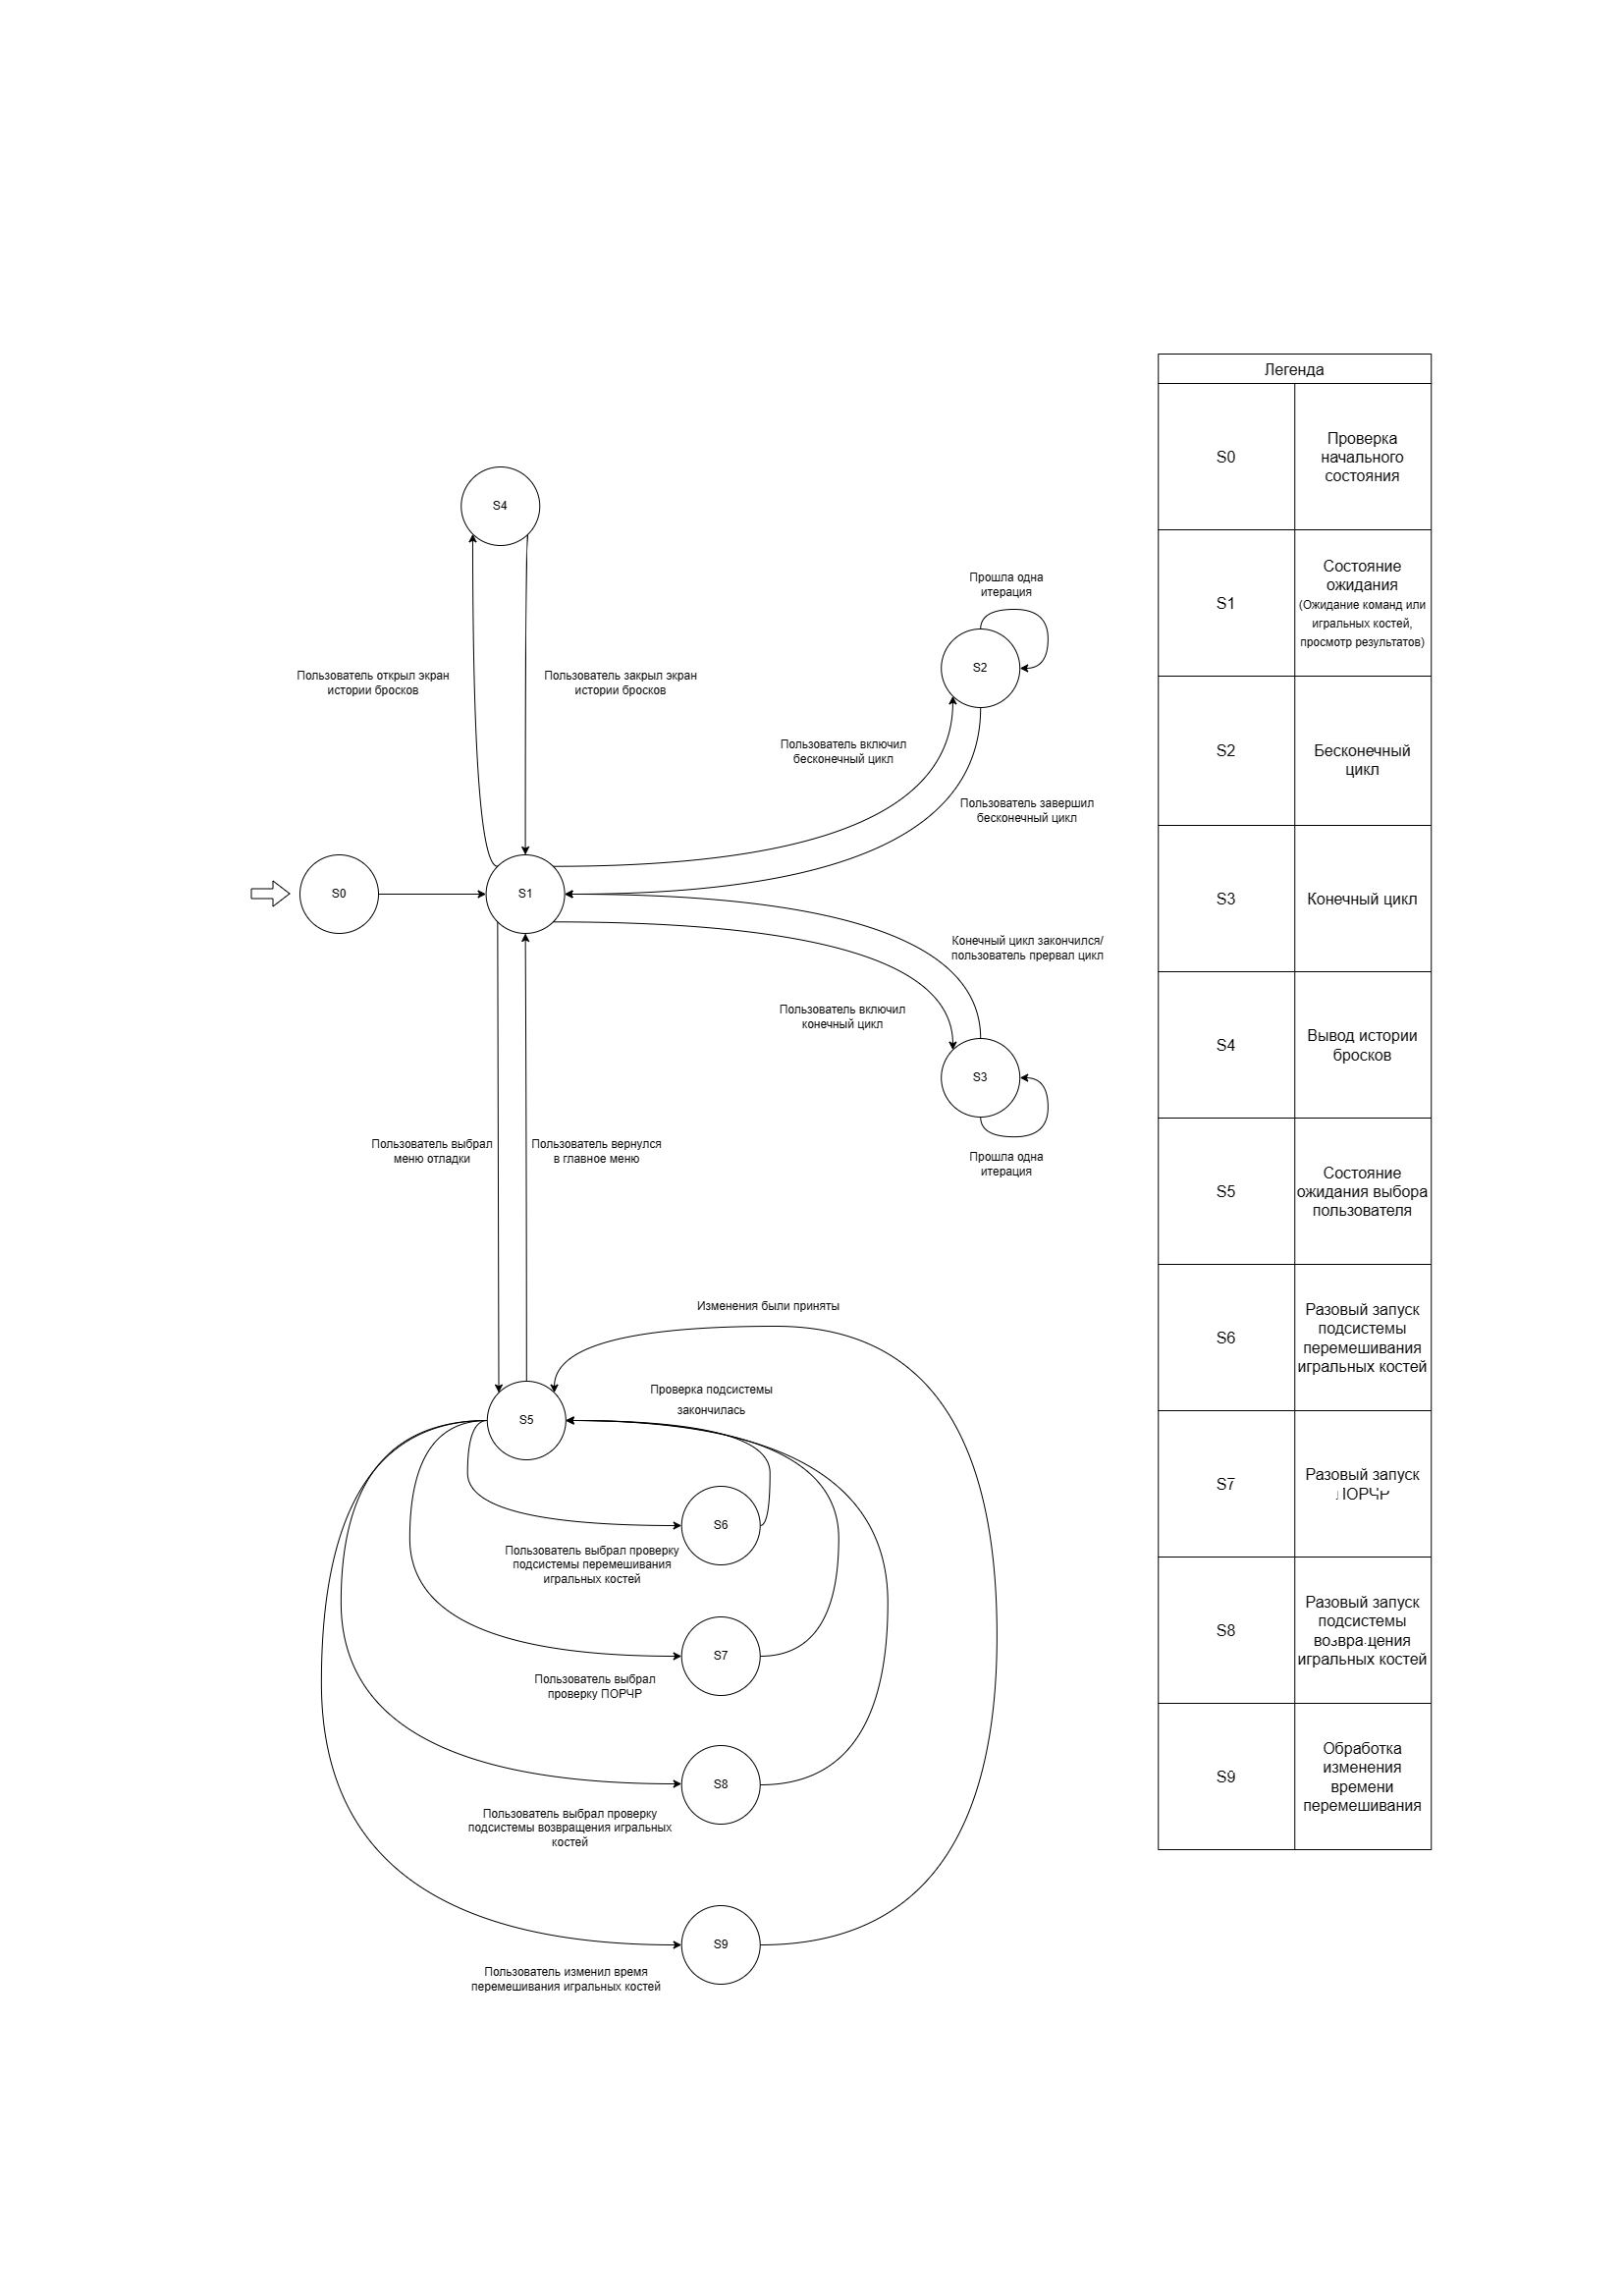 S4
Пользователь открыл экран
истории бросков
Пользователь закрыл экран
истории бросков
Прошла одна
итерация
S2
Пользователь включил
бесконечный цикл
Пользователь завершил
бесконечный цикл
S0
S1
Конечный цикл закончился/
пользователь прервал цикл
Пользователь включил
конечный цикл
S3
Прошла одна
итерация
Пользователь выбрал
меню отладки
Пользователь вернулся
в главное меню
Изменения были приняты
Проверка подсистемы
закончилась
S5
S6
Пользователь выбрал проверку
подсистемы перемешивания
игральных костей
S7
Пользователь выбрал
проверку ПОРЧР
S8
Пользователь выбрал проверку
подсистемы возвращения игральных
костей
S9
Пользователь изменил время
перемешивания игральных костей
Легенда
S0
Проверка
начального
состояния
S1
Состояние
ожидания
(Ожидание команд или
игральных костей,
просмотр результатов)
S2
Бесконечный
цикл
S3
Конечный цикл
S4
Вывод истории
бросков
S5
Состояние
ожидания выбора
пользователя
S6
Разовый запуск
подсистемы
перемешивания
игральных костей
S7
Разовый запуск
ПОРЧР
S8
Разовый запуск
подсистемы
возвращения
игральных костей
S9
Обработка
изменения
времени
перемешивания